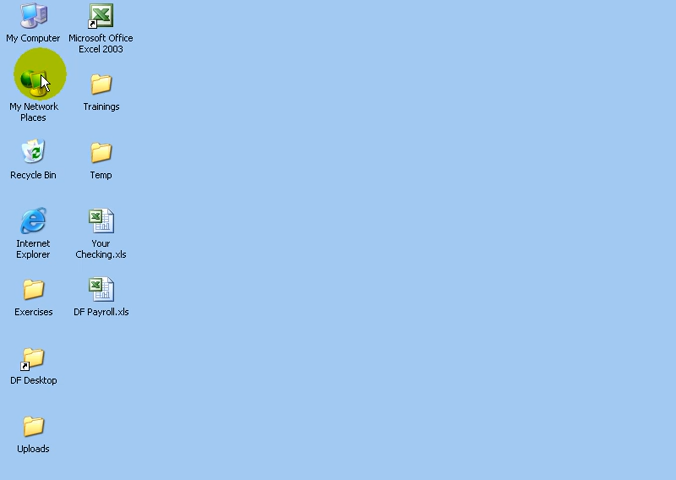 My Computer
Microsoft Office
Excel 2003
My Network
Places
Trainings
Recycle Bin
Temp
Internet
Explorer
Your
Checking.xls
Exercises
DF Payroll.xls
DF Desktop
Uploads